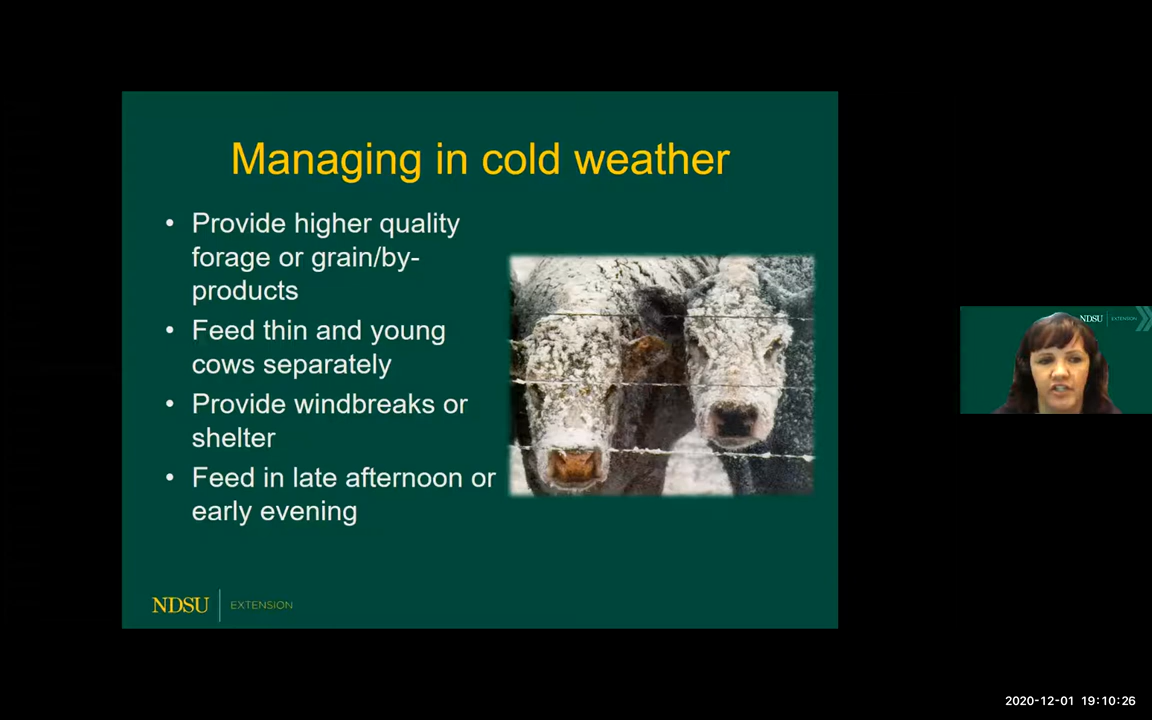 Managing in cold weather
• Provide higher quality
forage or grain/by-
products
• Feed thin and young
cows separately
• Provide windbreaks or
shelter
• Feed in late afternoon or
early evening
NDSU EXTENSION
NDSU EXTENSION
2020-12-01 19:10:26